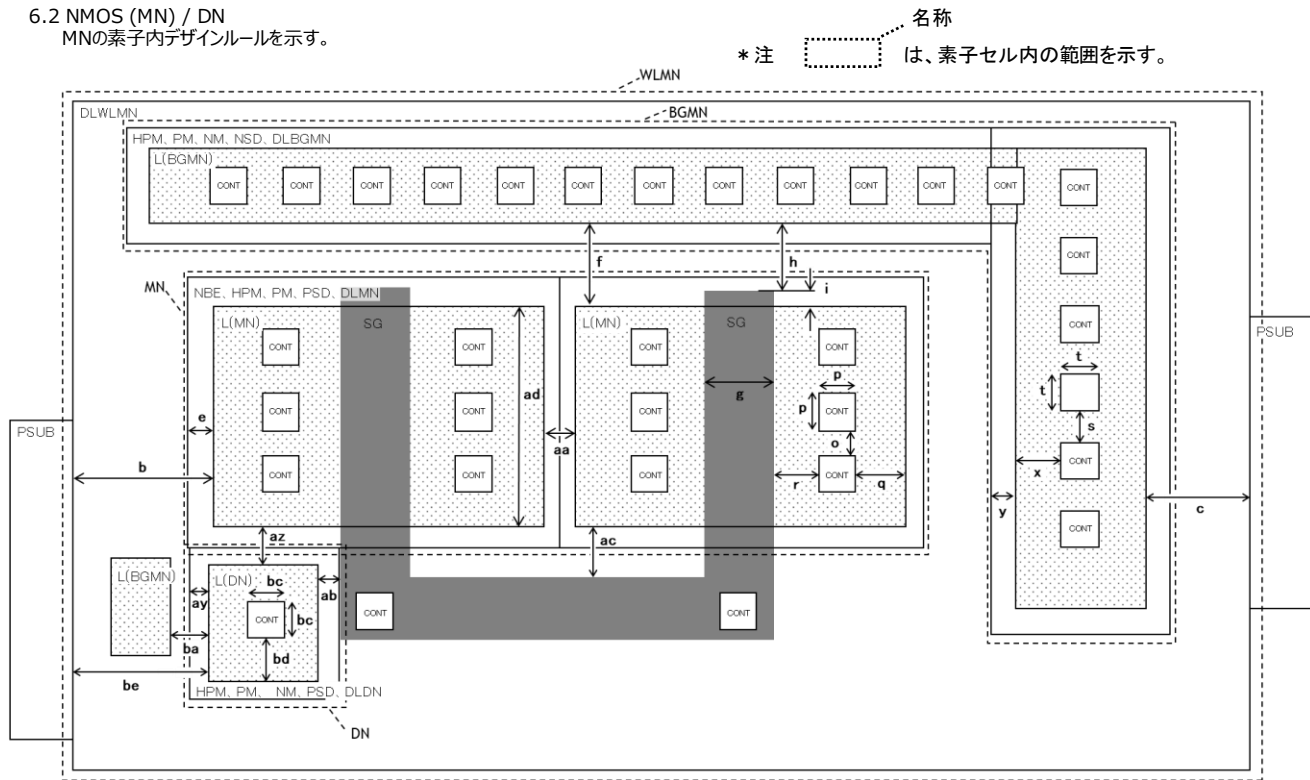 6.2 NMOS (MN) / DN
MNの素子内デザインルールを示す。
名称
*注
は、素子セル内の範囲を示す。
WLMN
DLWLMN
BGMN
HPM、PM、NM、NSD、DLBGMN
L(BGMN)
CONT CONT CONT CONT CONT CONT CONT CONT CONT CONT CONT CONT CONT
CONT
f
h
i
MN
NBE、HPM、PM、PSD、DLMN
L(MN)
SG
L(MN)
SG
PSUB
CONT
CONT
CONT
CONT
CONT
t
p
t
ad
g
e
CONT
CONT
CONT
p
CONT
s
PSUB
aa
o
b
CONT
CONT
CONT
r
CONT
q
x
CONT
y
c
az
ac
CONT
L(BGMN)
L(DN)
bc
ab
ay
CONT
bc
CONT
CONT
ba
bd
be
HPM、PM、 NM、PSD、DLDN
DN